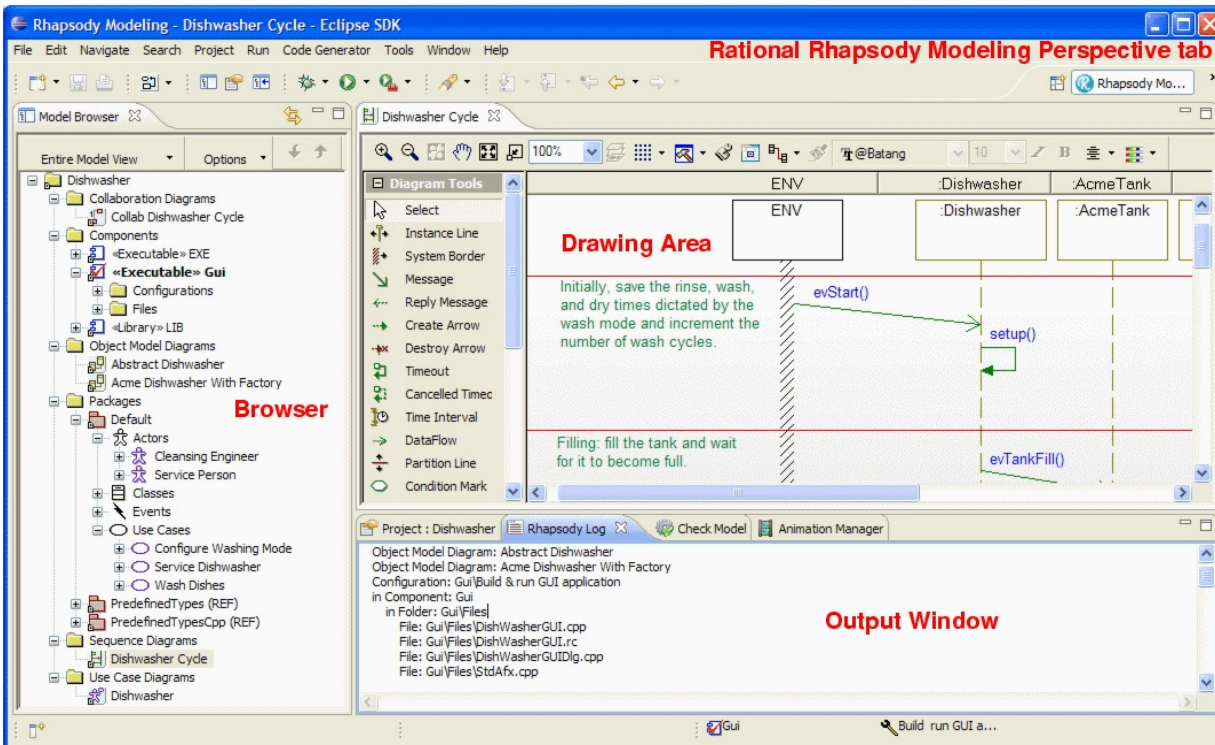 Rhapsody Modeling - Dishwasher Cycle - Eclipse SDK
File Edit Navigate Search Project Run Code Generator Tools Window Help
Rational Rhapsody Modeling Perspective tab
Rhapsody Mo...
Model Browser
Entire Model View Options
Dishwasher
Collaboration Diagrams
Collab Dishwasher Cycle
Components
«Executable» EXE
«Executable» Gui
Configurations
Files
«Library» LIB
Object Model Diagrams
Abstract Dishwasher
Acme Dishwasher With Factory
Packages
Browser
Default
Actors
Cleansing Engineer
Service Person
Classes
Events
Use Cases
Configure Washing Mode
Service Dishwasher
Wash Dishes
PredefinedTypes (REF)
PredefinedTypesCpp (REF)
Sequence Diagrams
Dishwasher Cycle
Use Case Diagrams
Dishwasher
Dishwasher Cycle
100% @Batang 10 I B
Diagram Tools
Select
Instance Line
System Border
Message
Reply Message
Create Arrow
Destroy Arrow
Timeout
Cancelled Timec
Time Interval
DataFlow
Partition Line
Condition Mark
ENV :Dishwasher :AcmeTank
ENV :Dishwasher :AcmeTank
Drawing Area
Initially, save the rinse, wash,
and dry times dictated by the
wash mode and increment the
number of wash cycles.
evStart()
setup()
Filling: fill the tank and wait
for it to become full.
evTankFill()
Project : Dishwasher Rhapsody Log Check Model Animation Manager
Object Model Diagram: Abstract Dishwasher
Object Model Diagram: Acme Dishwasher With Factory
Configuration: Gui\Build & run GUI application
in Component: Gui
in Folder: Gui\Files
File: Gui\Files\DishWasherGUI.cpp
File: Gui\Files\DishWasherGUI.rc
File: Gui\Files\DishWasherGUIDlg.cpp
File: Gui\Files\StdAfx.cpp
Output Window
Gui
Build run GUI a...